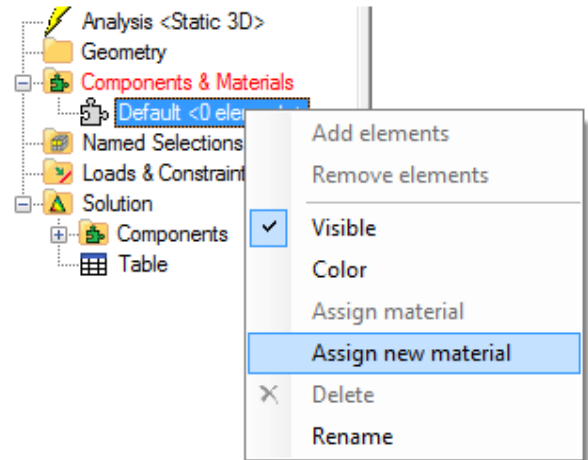 Analysis <Static 3D>
Geometry
Components & Materials
Default <0 elem
Named Selections
Loads & Constraint
Solution
Components
Table
Add elements
Remove elements
Visible
Color
Assign material
Assign new material
Delete
Rename